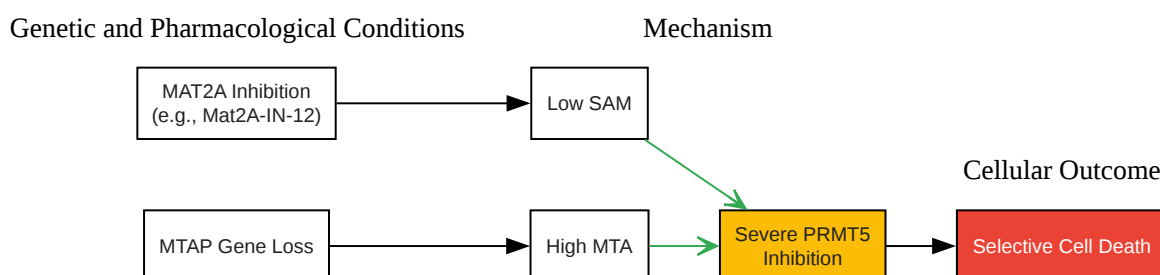 Genetic and Pharmacological Conditions
Mechanism
MAT2A Inhibition
(e.g., Mat2A-IN-12)
Low SAM
Cellular Outcome
MTAP Gene Loss
High MTA
Severe PRMT5
Inhibition
Selective Cell Death